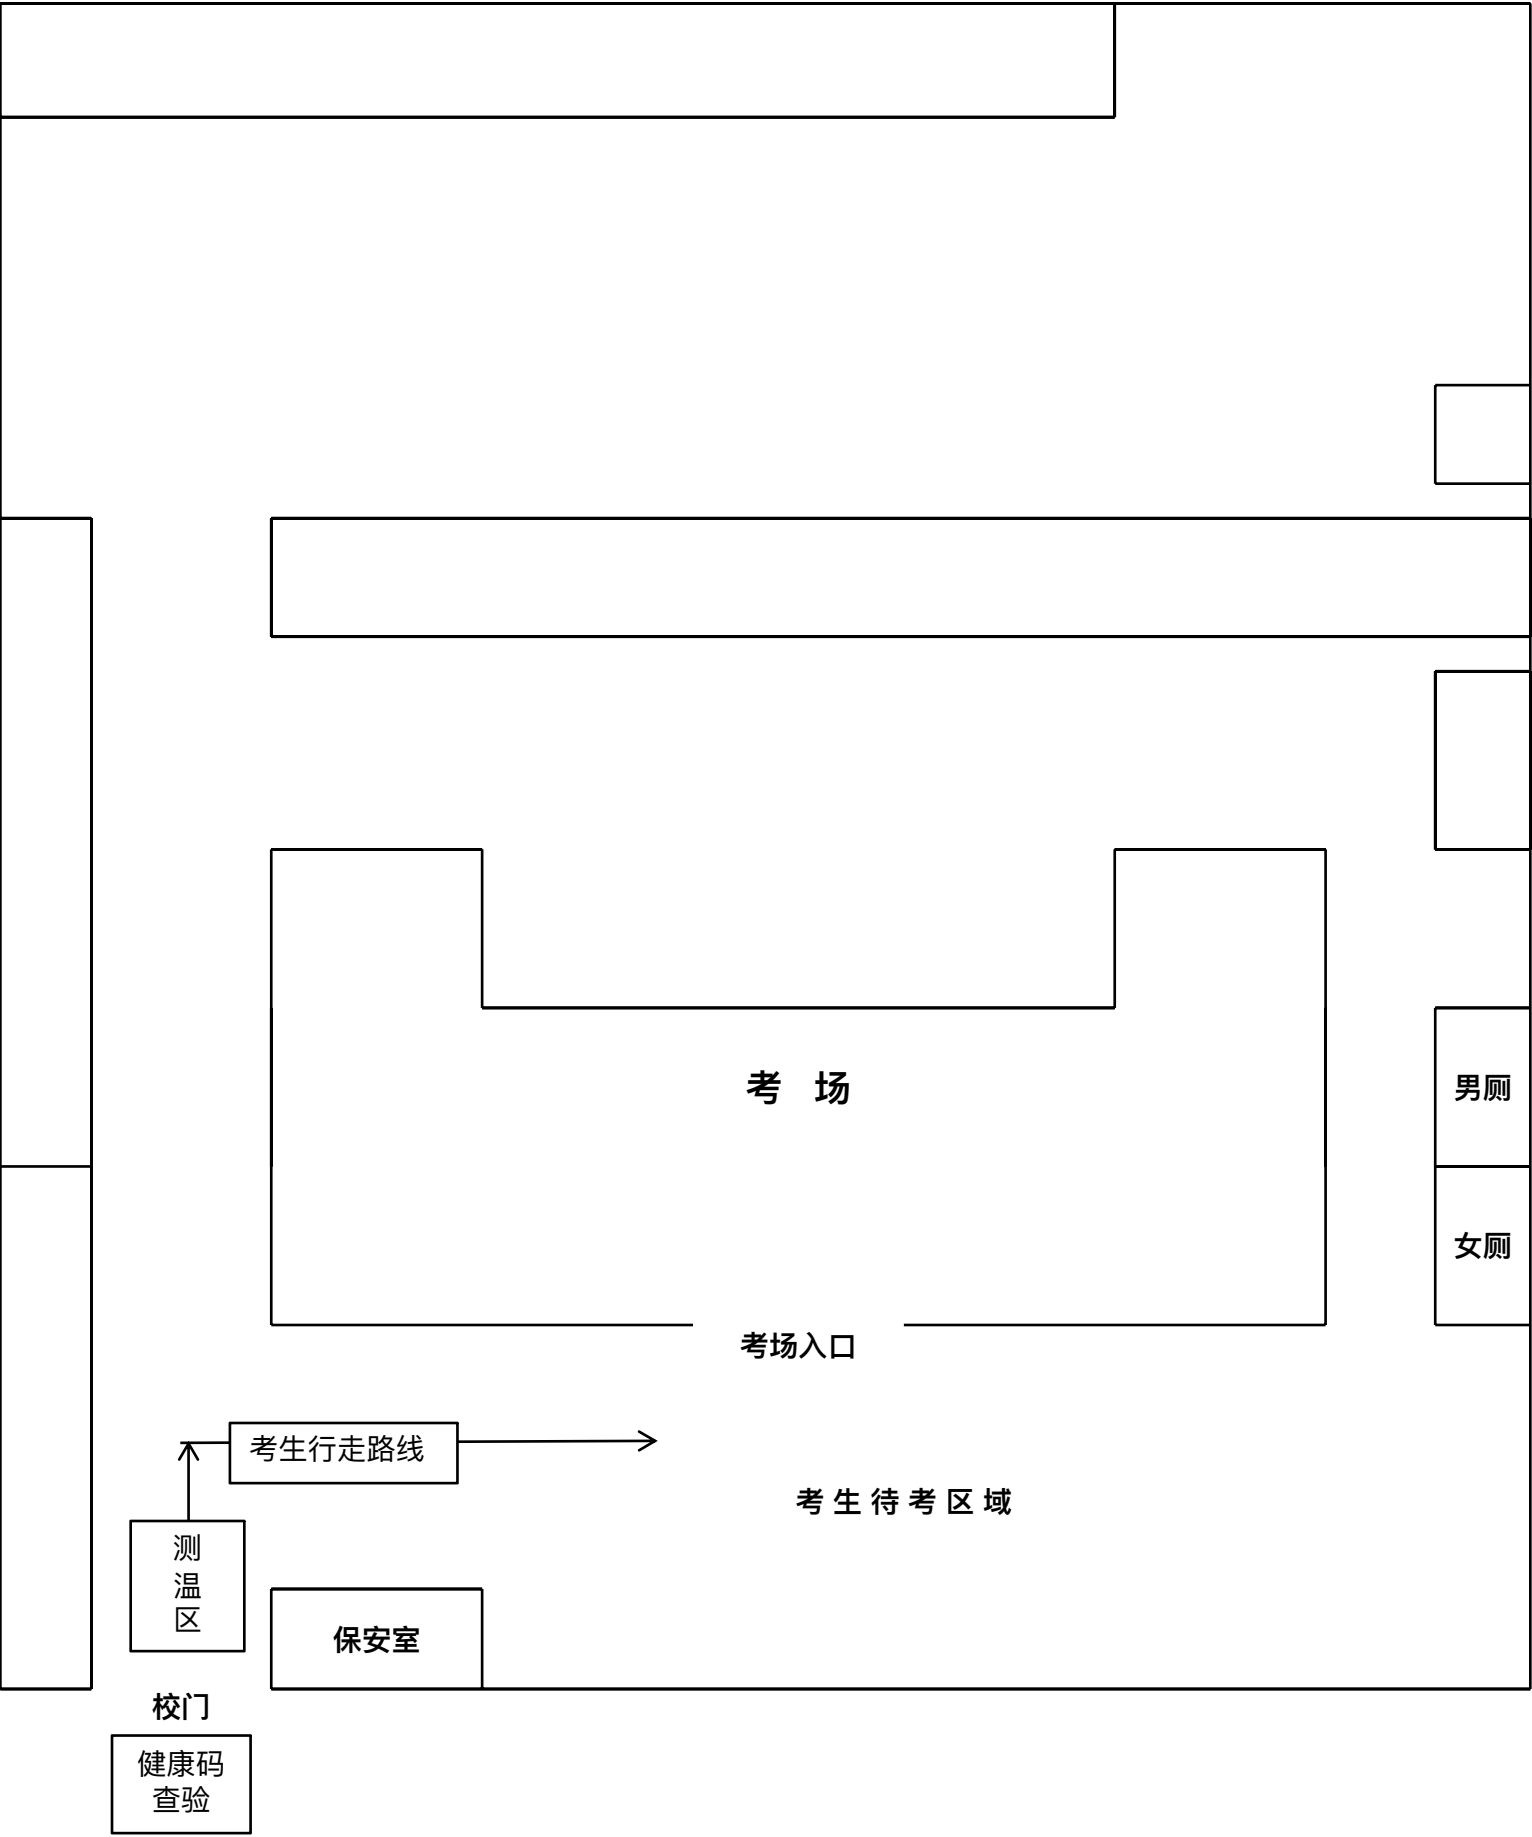 考 场
男厕
女厕
考场入口
考生行走路线
考生待考区域
测
温
区
保安室
校门
健康码
查验